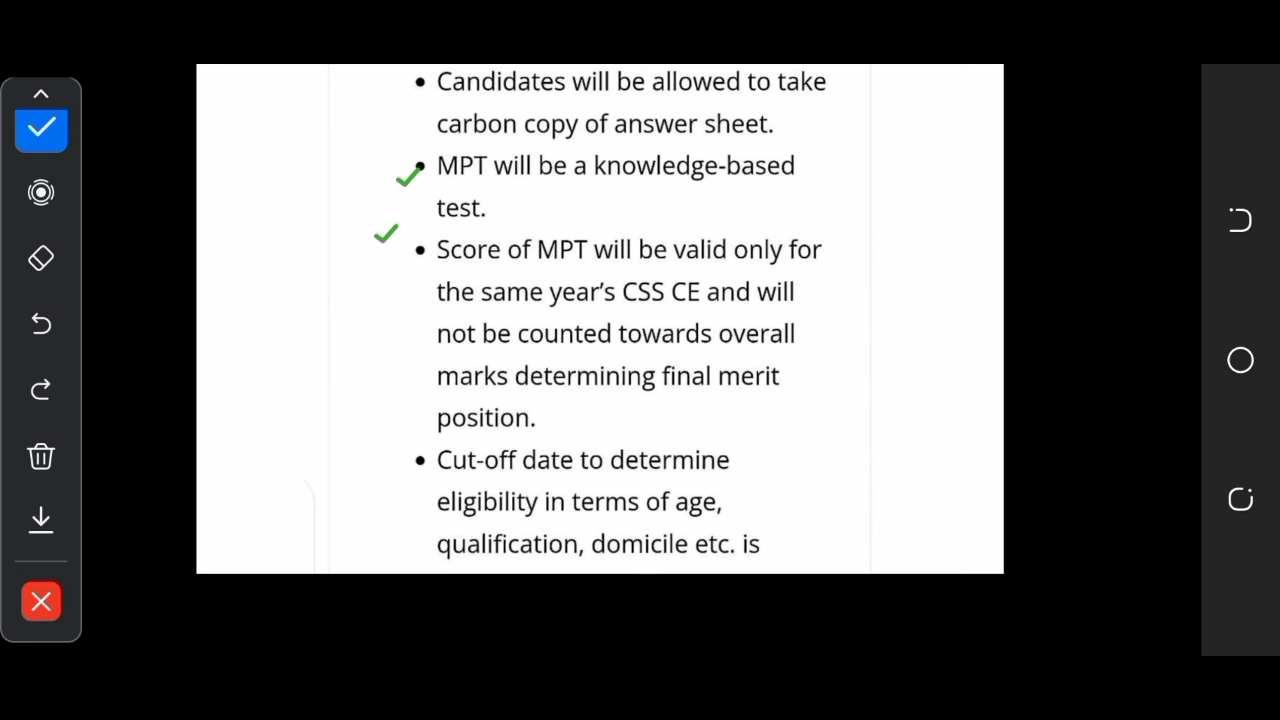 Candidates will be allowed to take
carbon copy of answer sheet.
MPT will be a knowledge-based
test.
Score of MPT will be valid only for
the same year’s CSS CE and will
not be counted towards overall
marks determining final merit
position.
Cut-off date to determine
eligibility in terms of age,
qualification, domicile etc. is